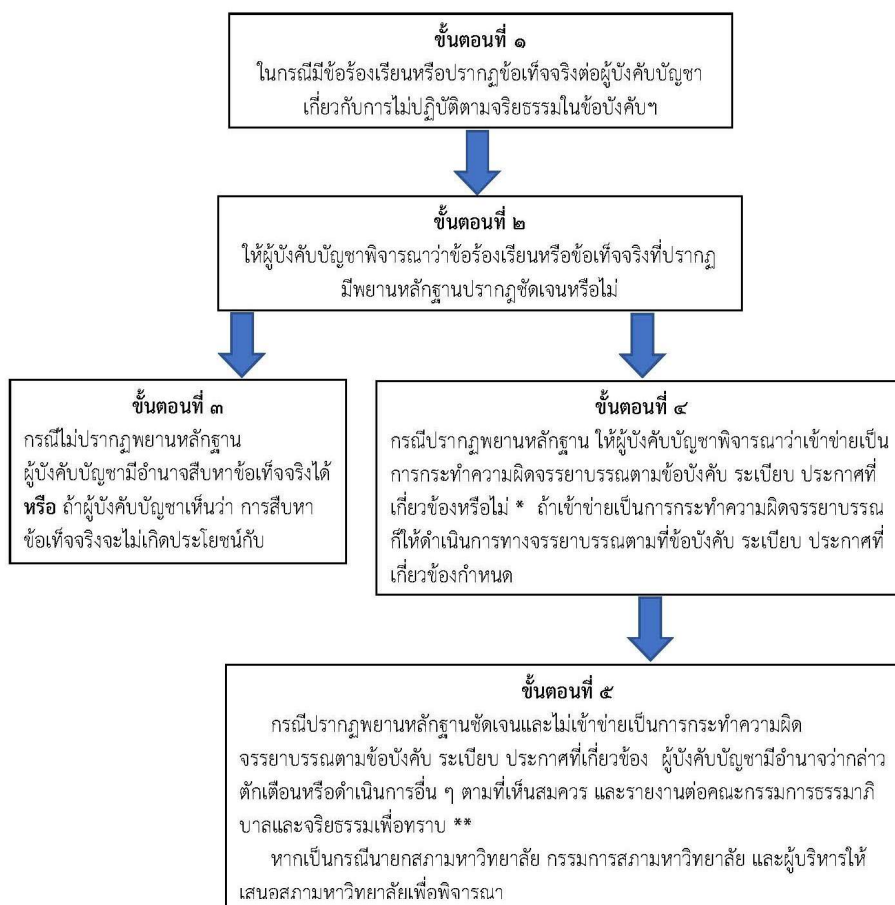 ขั้นตอนที่ ๑
ในกรณีมีข้อร้องเรียนหรือปรากฏข้อเท็จจริงต่อผู้บังคับบัญชา
เกี่ยวกับการไม่ปฏิบัติตามจริยธรรมในข้อบังคับฯ
ขั้นตอนที่ ๒
ให้ผู้บังคับบัญชาพิจารณาว่าข้อร้องเรียนหรือข้อเท็จจริงที่ปรากฏ
มีพยานหลักฐานปรากฏชัดเจนหรือไม่
ขั้นตอนที่ ๓
กรณีไม่ปรากฏพยานหลักฐาน
ผู้บังคับบัญชามีอำนาจสืบหาข้อเท็จจริงได้
หรือ ถ้าผู้บังคับบัญชาเห็นว่า การสืบหา
ข้อเท็จจริงจะไม่เกิดประโยชน์กับ
ขั้นตอนที่ ๔
กรณีปรากฏพยานหลักฐาน ให้ผู้บังคับบัญชาพิจารณาว่าเข้าข่ายเป็น
การกระทำความผิดจรรยาบรรณตามข้อบังคับ ระเบียบ ประกาศที่
เกี่ยวข้องหรือไม่ * ถ้าเข้าข่ายเป็นการกระทำความผิดจรรยาบรรณ
ก็ให้ดำเนินการทางจรรยาบรรณตามที่ข้อบังคับ ระเบียบ ประกาศที่
เกี่ยวข้องกำหนด
ขั้นตอนที่ ๕
กรณีปรากฏพยานหลักฐานชัดเจนและไม่เข้าข่ายเป็นการกระทำความผิด
จรรยาบรรณตามข้อบังคับ ระเบียบ ประกาศที่เกี่ยวข้อง ผู้บังคับบัญชามีอำนาจว่ากล่าว
ตักเตือนหรือดำเนินการอื่น ๆ ตามที่เห็นสมควร และรายงานต่อคณะกรรมการธรรมาภิ
บาลและจริยธรรมเพื่อทราบ **
หากเป็นกรณีนายกสภามหาวิทยาลัย กรรมการสภามหาวิทยาลัย และผู้บริหารให้
เสนอสภามหาวิทยาลัยเพื่อพิจารณา